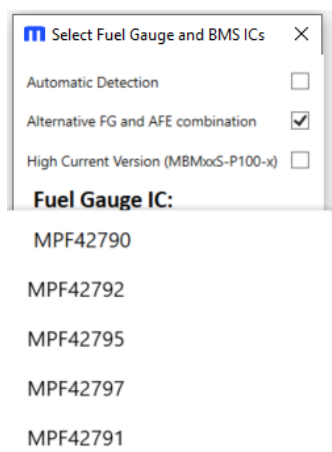 Select Fuel Gauge and BMS ICs
Automatic Detection
Alternative FG and AFE combination
High Current Version (MBMxxS-P100-x)
Fuel Gauge IC:
MPF42790
MPF42792
MPF42795
MPF42797
MPF42791